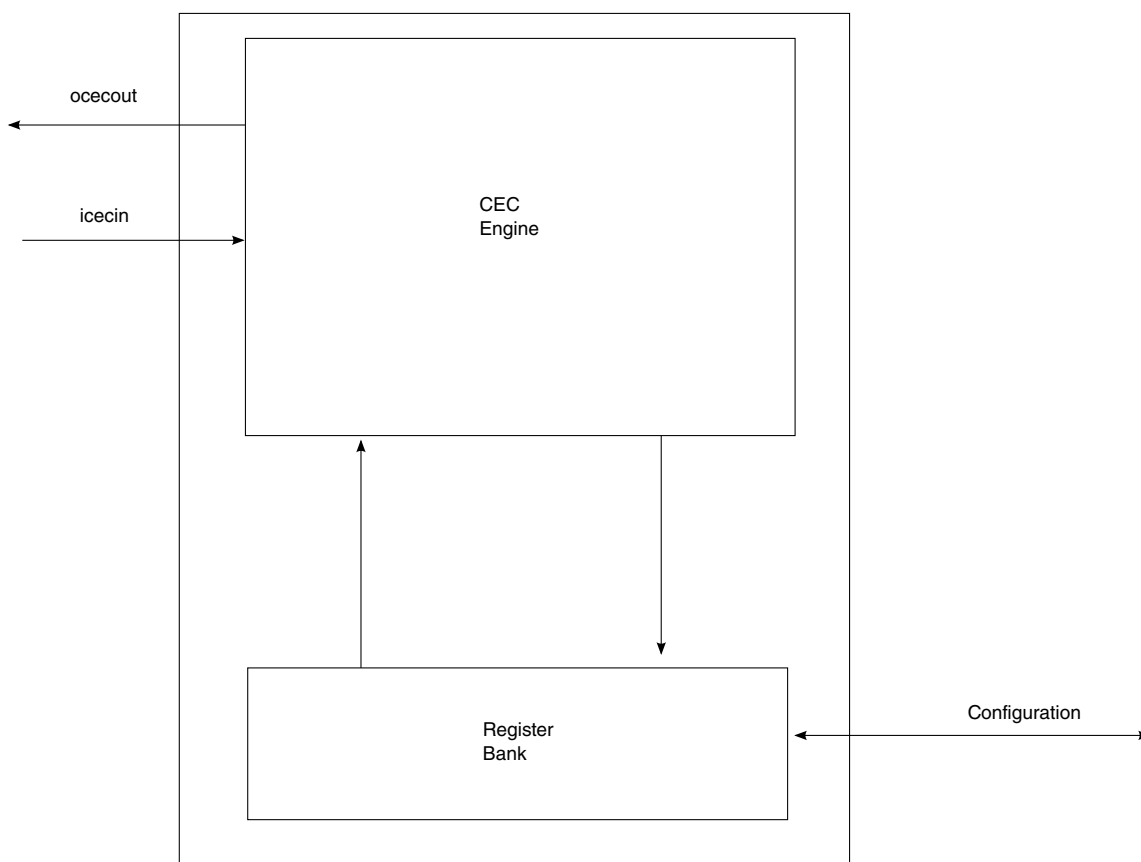 ocecout
icecin
CEC
Engine
Register
Bank
Configuration